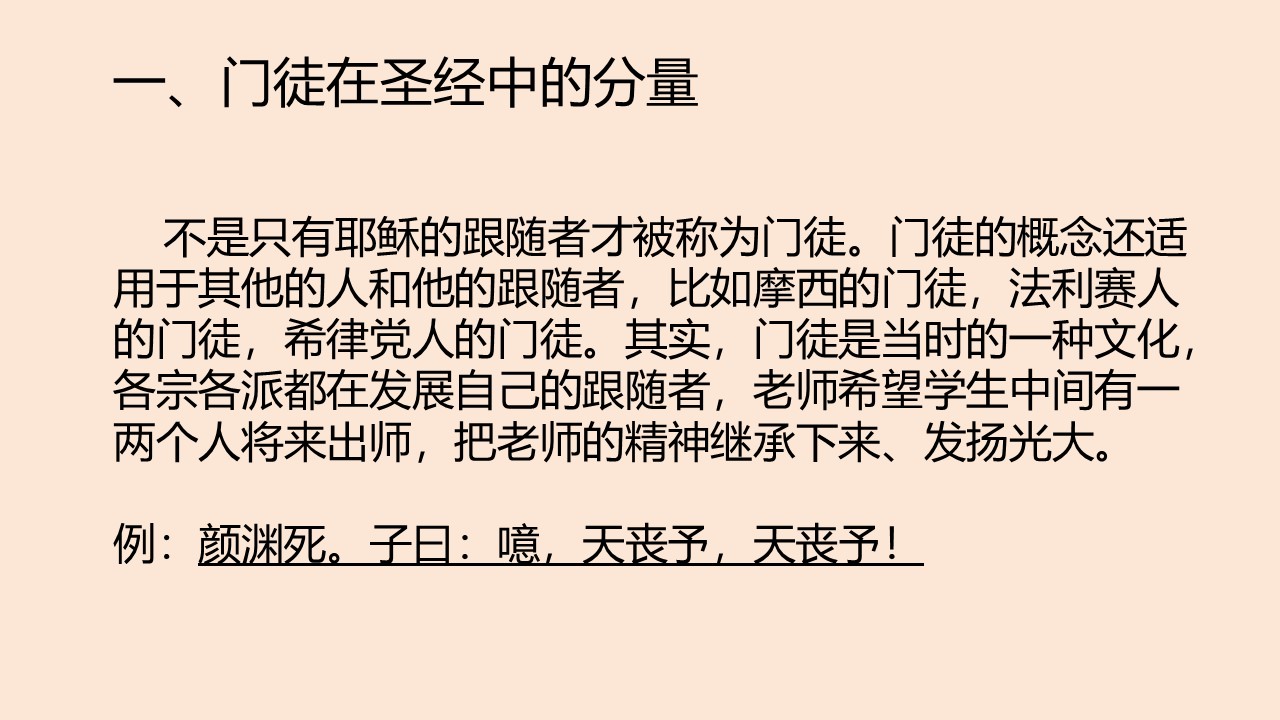 一、门徒在圣经中的分量
不是只有耶稣的跟随者才被称为门徒。门徒的概念还适
用于其他的人和他的跟随者，比如摩西的门徒，法利赛人
的门徒，希律党人的门徒。其实，门徒是当时的一种文化，
各宗各派都在发展自己的跟随者，老师希望学生中间有一
两个人将来出师，把老师的精神继承下来、发扬光大。
例：颜渊死。子曰：噫，天丧予，天丧予！